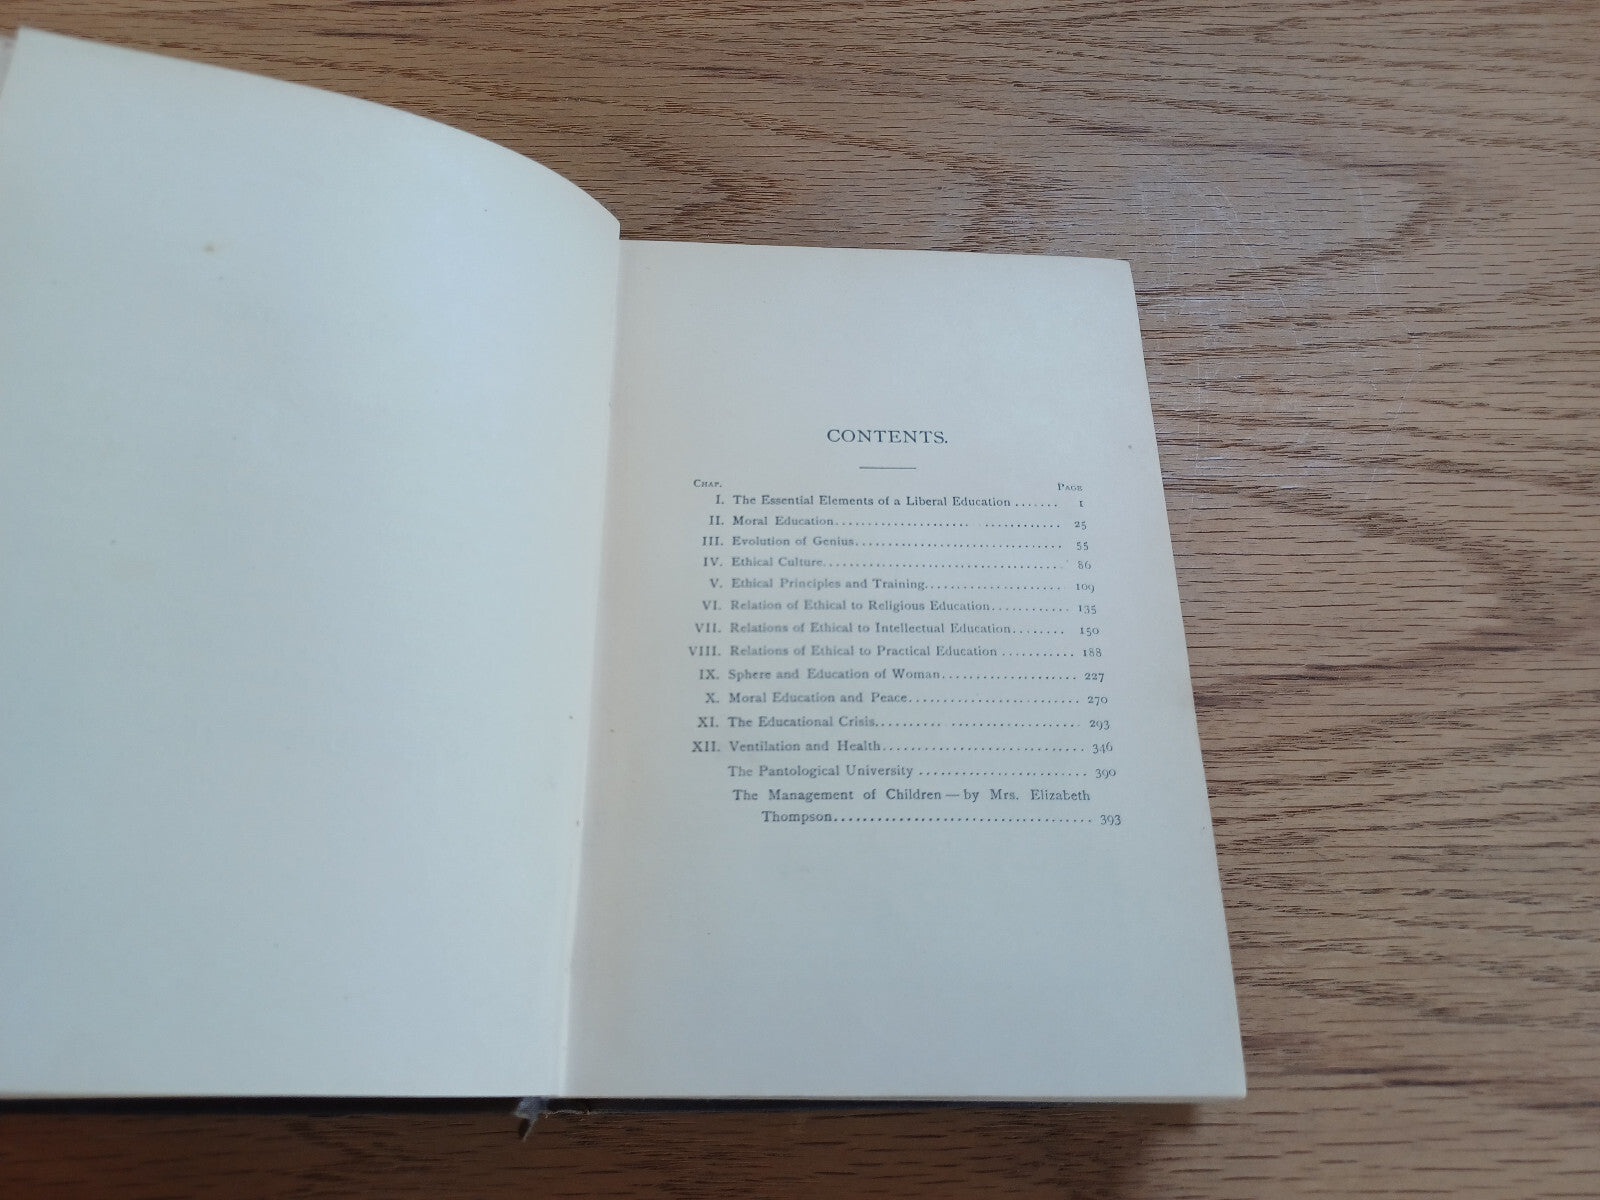 CONTENTS.
CHAP. PAGE
I. The Essential Elements of a Liberal Education ....... 1
II. Moral Education............................ 25
III. Evolution of Genius................................ 55
IV. Ethical Culture..................................... 86
V. Ethical Principles and Training..................... 109
VI. Relation of Ethical to Religious Education............ 135
VII. Relations of Ethical to Intellectual Education........ 150
VIII. Relations of Ethical to Practical Education ........... 188
IX. Sphere and Education of Woman.................... 227
X. Moral Education and Peace......................... 270
XI. The Educational Crisis............................. 293
XII. Ventilation and Health............................. 346
The Pantological University ........................ 390
The Management of Children — by Mrs. Elizabeth
Thompson..................................... 393